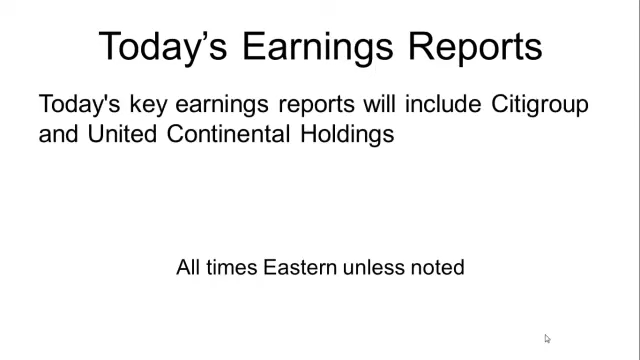 Today’s Earnings Reports
Today's key earnings reports will include Citigroup
and United Continental Holdings
All times Eastern unless noted